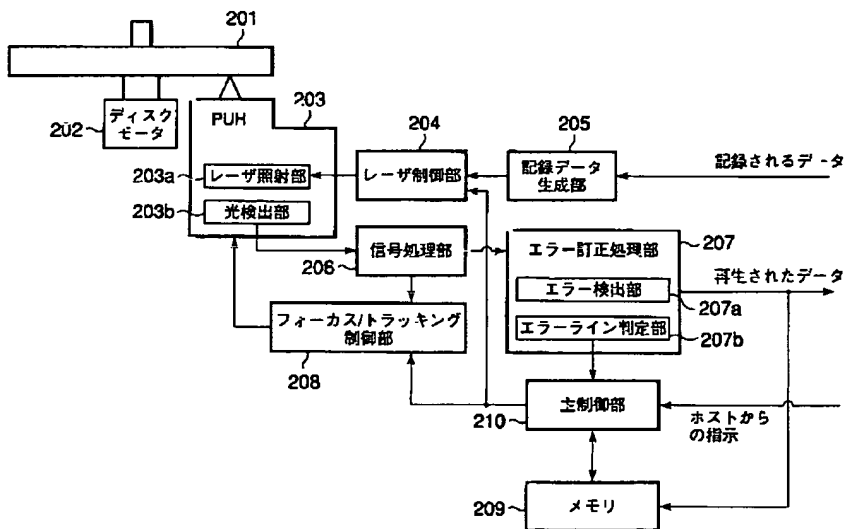 201
ディスク
モータ
202
PUH
203
203a
レーザ照射部
203b
光検出部
204
レーザ制御部
205
記録データ
生成部
記録されるデータ
信号処理部
206
エラー訂正処理部
207
エラー検出部
207a
エラーライン判定部
207b
再生されたデータ
フォーカス/トラッキング
制御部
208
主制御部
210
ホストから
の指示
メモリ
209